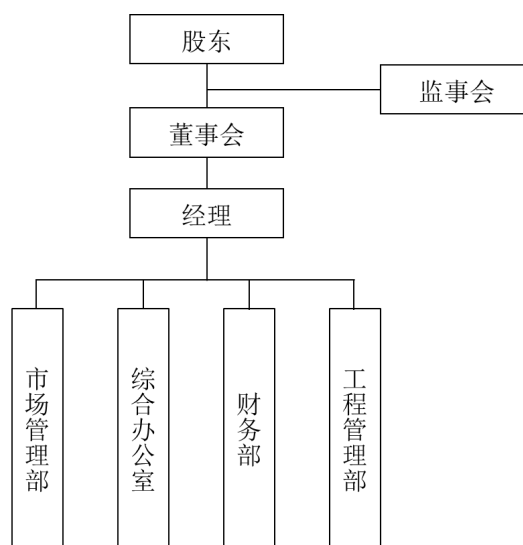 股东
监事会
董事会
经理
市场管理部
综合办公室
财务部
工程管理部